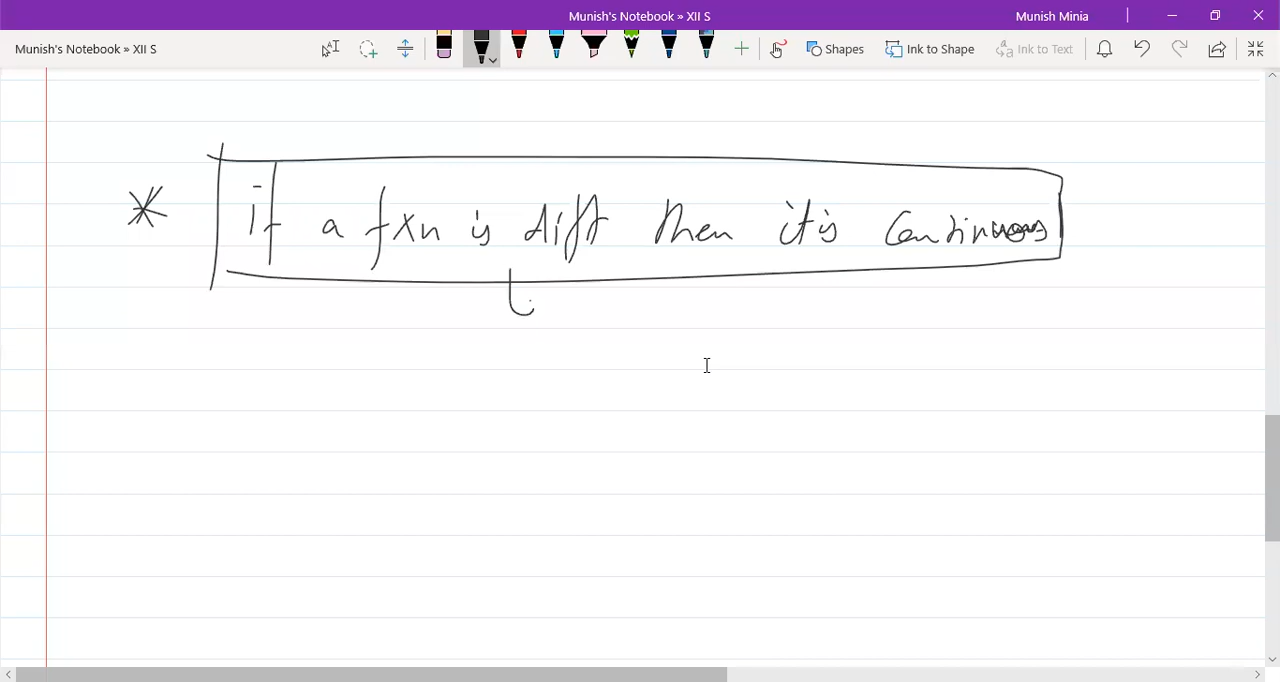 Munish's Notebook » XII S
Munish Minia
Munish's Notebook » XII S
Shapes
Ink to Shape
Ink to Text
* if a fxn is diff then it is Continuous